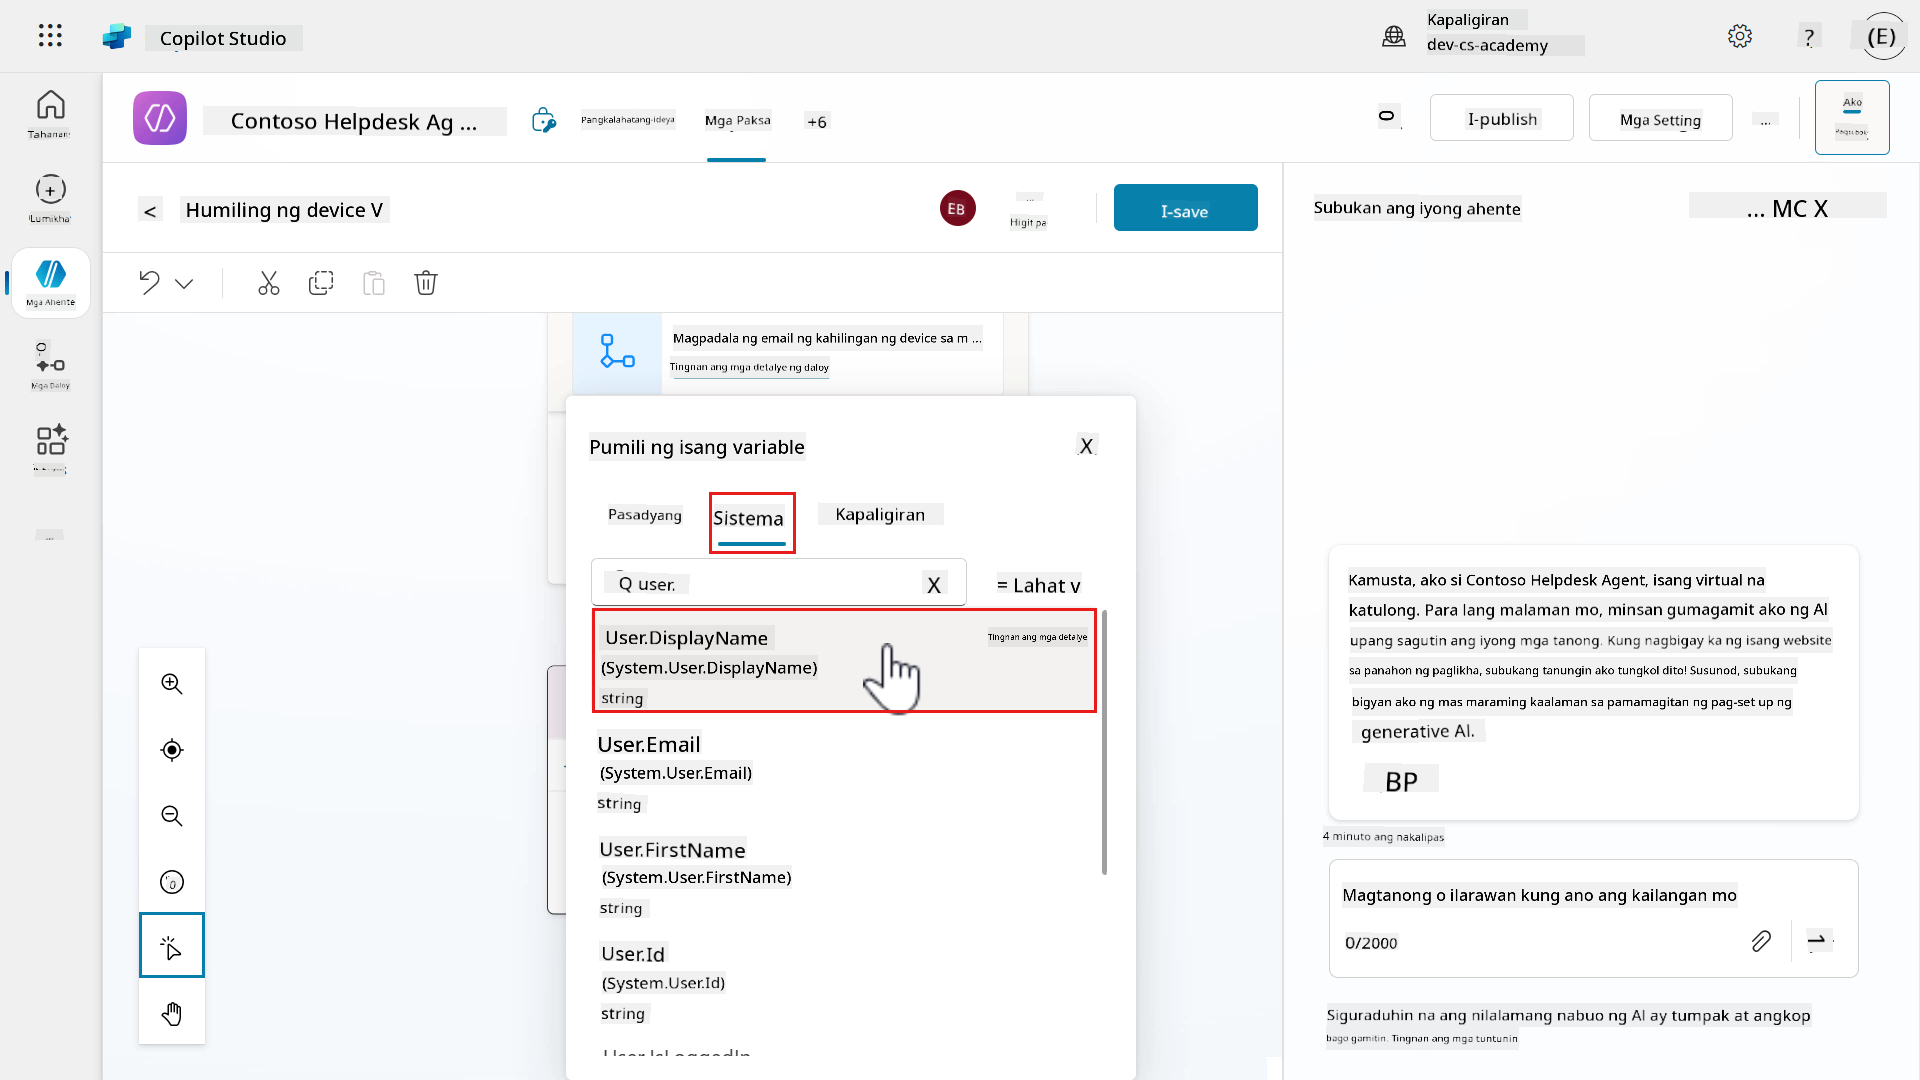 Copilot Studio
Kapaligiran
dev-cs-academy
?
(E)
Tahanan
Contoso Helpdesk Ag ...
Pangkalahatang-ideya
Mga Paksa
+6
I-publish
Mga Setting
...
Ako
Lumikha
< Humiling ng device V
EB
...
Higit pa
I-save
Subukan ang iyong ahente
... MC X
Mga Ahente
Mga Daloy
...
Magpadala ng email ng kahilingan ng device sa m ...
Tingnan ang mga detalye ng daloy
Pumili ng isang variable
X
Pasadyang
Sistema
Kapaligiran
Q user.
X
= Lahat v
User.DisplayName
Tingnan ang mga detalye
(System.User.DisplayName)
string
User.Email
(System.User.Email)
string
User.FirstName
(System.User.FirstName)
string
User.Id
(System.User.Id)
string
User.IsLoggedIn
Kamusta, ako si Contoso Helpdesk Agent, isang virtual na
katulong. Para lang malaman mo, minsan gumagamit ako ng AI
upang sagutin ang iyong mga tanong. Kung nagbigay ka ng isang website
sa panahon ng paglikha, subukang tanungin ako tungkol dito! Susunod, subukang
bigyan ako ng mas maraming kaalaman sa pamamagitan ng pag-set up ng
generative AI.
BP
4 minuto ang nakalipas
Magtanong o ilarawan kung ano ang kailangan mo
0/2000
Siguraduhin na ang nilalamang nabuo ng AI ay tumpak at angkop
bago gamitin. Tingnan ang mga tuntunin